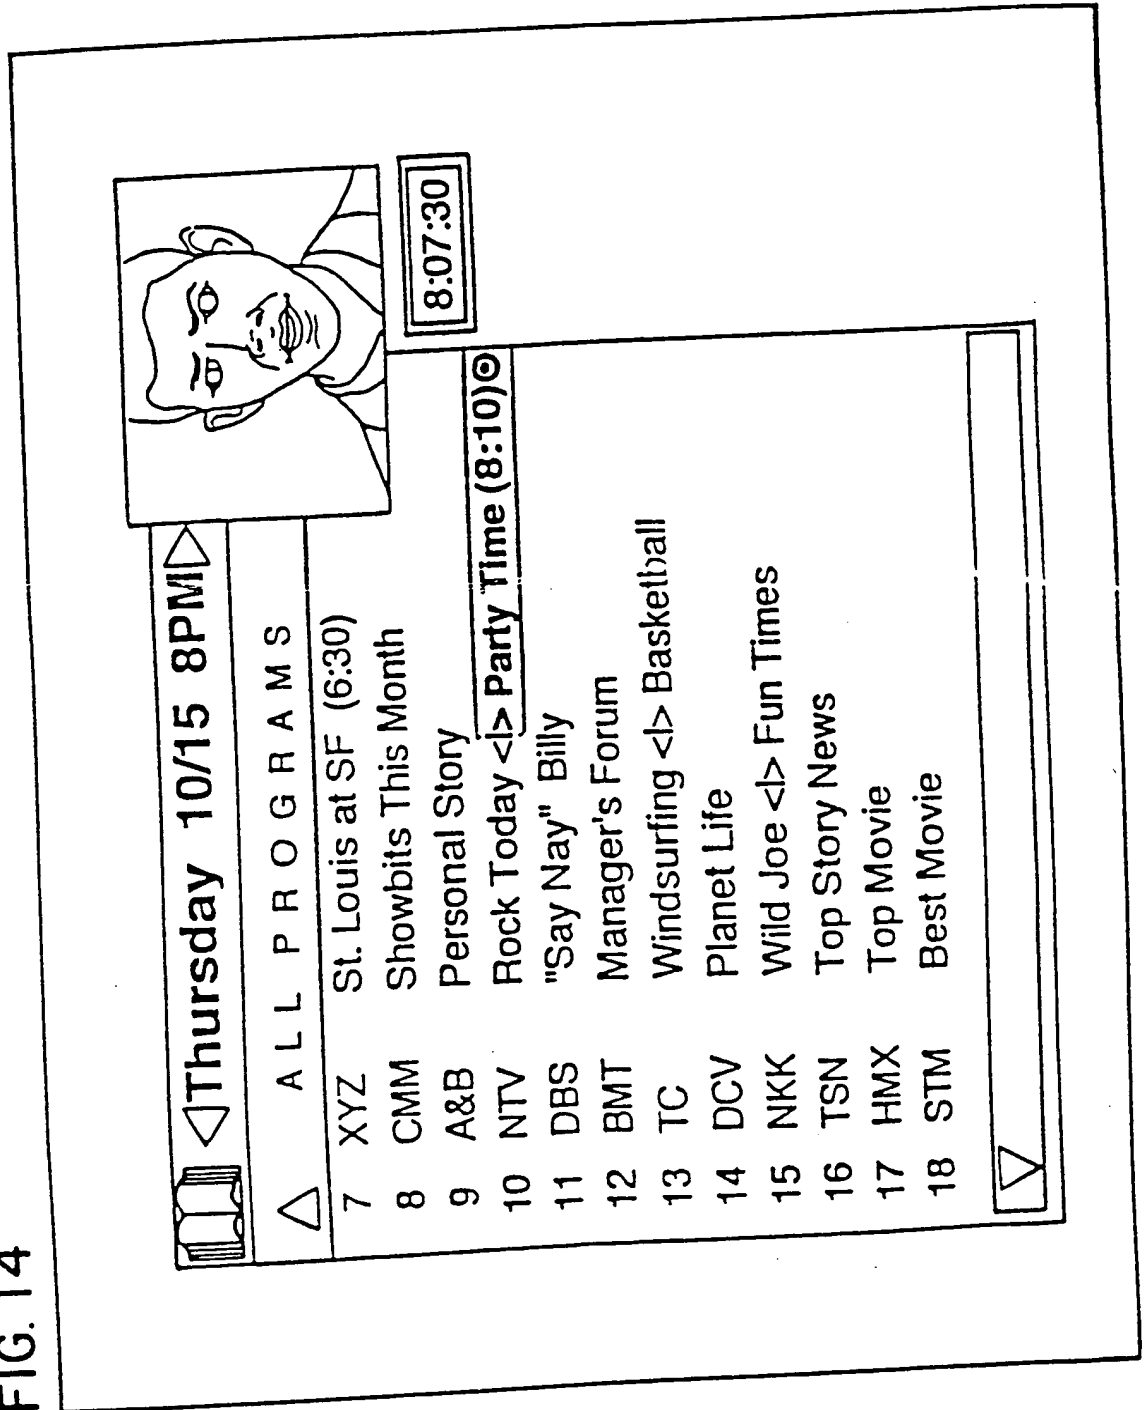 FIG. 14
Thursday 10/15 8PM
8:07:30
ALL PROGRAMS
7 XYZ St. Louis at SF (6:30)
8 CMM Showbits This Month
9 A&B Personal Story
10 NTV Rock Today <|> Party Time (8:10)
11 DBS "Say Nay" Billy
12 BMT Manager's Forum
13 TC Windsurfing <|> Basketball
14 DCV Planet Life
15 NKK Wild Joe <|> Fun Times
16 TSN Top Story News
17 HMX Top Movie
18 STM Best Movie